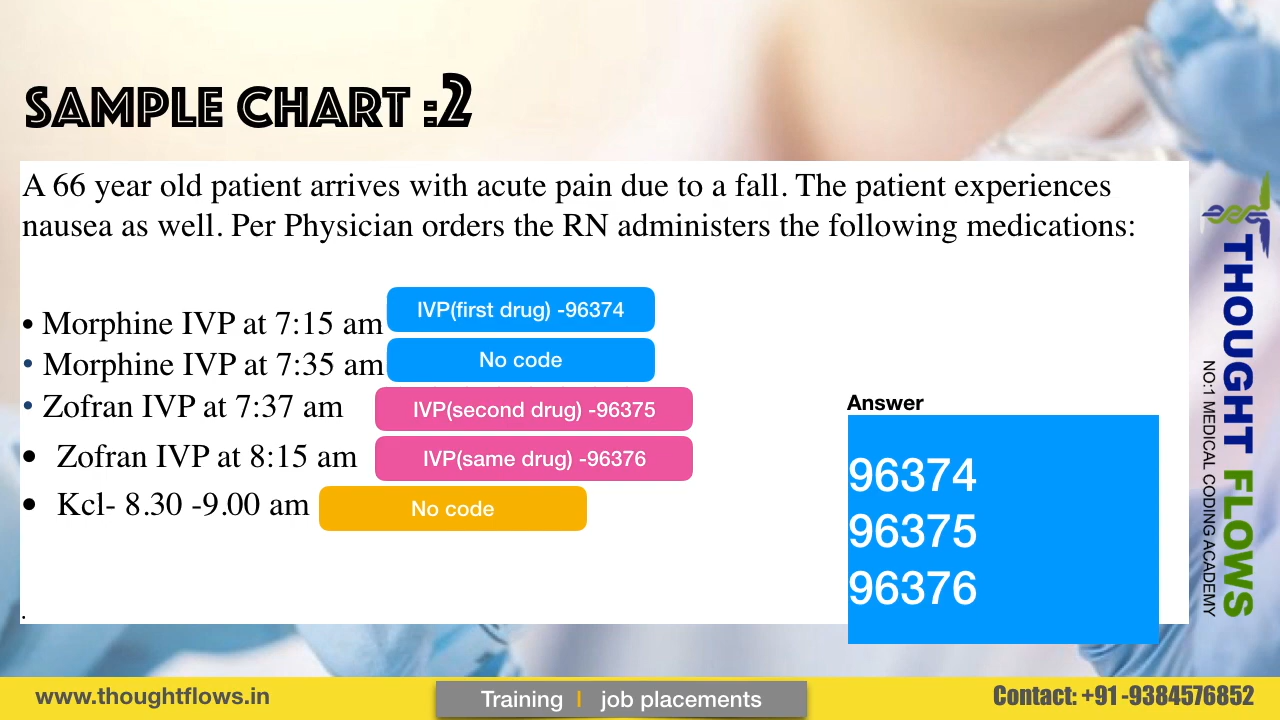 SAMPLE CHART :2
A 66 year old patient arrives with acute pain due to a fall. The patient experiences
nausea as well. Per Physician orders the RN administers the following medications:
• Morphine IVP at 7:15 am
IVP(first drug) -96374
• Morphine IVP at 7:35 am
No code
• Zofran IVP at 7:37 am
IVP(second drug) -96375
• Zofran IVP at 8:15 am
IVP(same drug) -96376
• Kcl- 8.30 -9.00 am
No code
.
Answer
96374
96375
96376
THOUGHT FLOWS
NO:1 MEDICAL CODING ACADEMY
www.thoughtflows.in
Training | job placements
Contact: +91 -9384576852